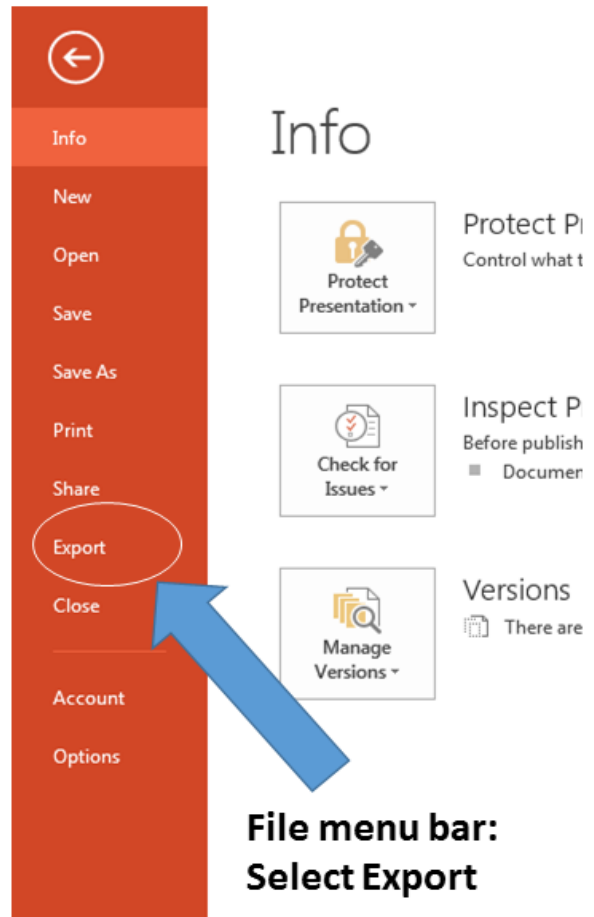 Info
New
Open
Save
Save As
Print
Share
Export
Close
Account
Options
Info
Protect
Presentation
Protect P
Control what t
Check for
Issues
Inspect P
Before publish
Documen
Manage
Versions
Versions
There are
File menu bar:
Select Export